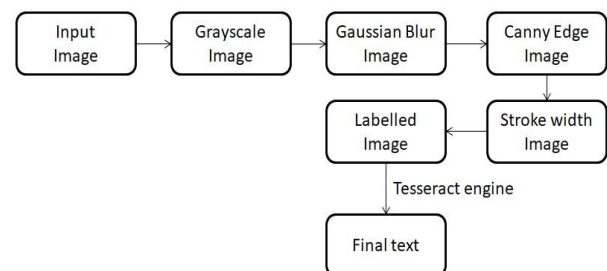 Input
Image
Grayscale
Image
Gaussian Blur
Image
Canny Edge
Image
Stroke width
Image
Labelled
Image
Tesseract engine
Final text